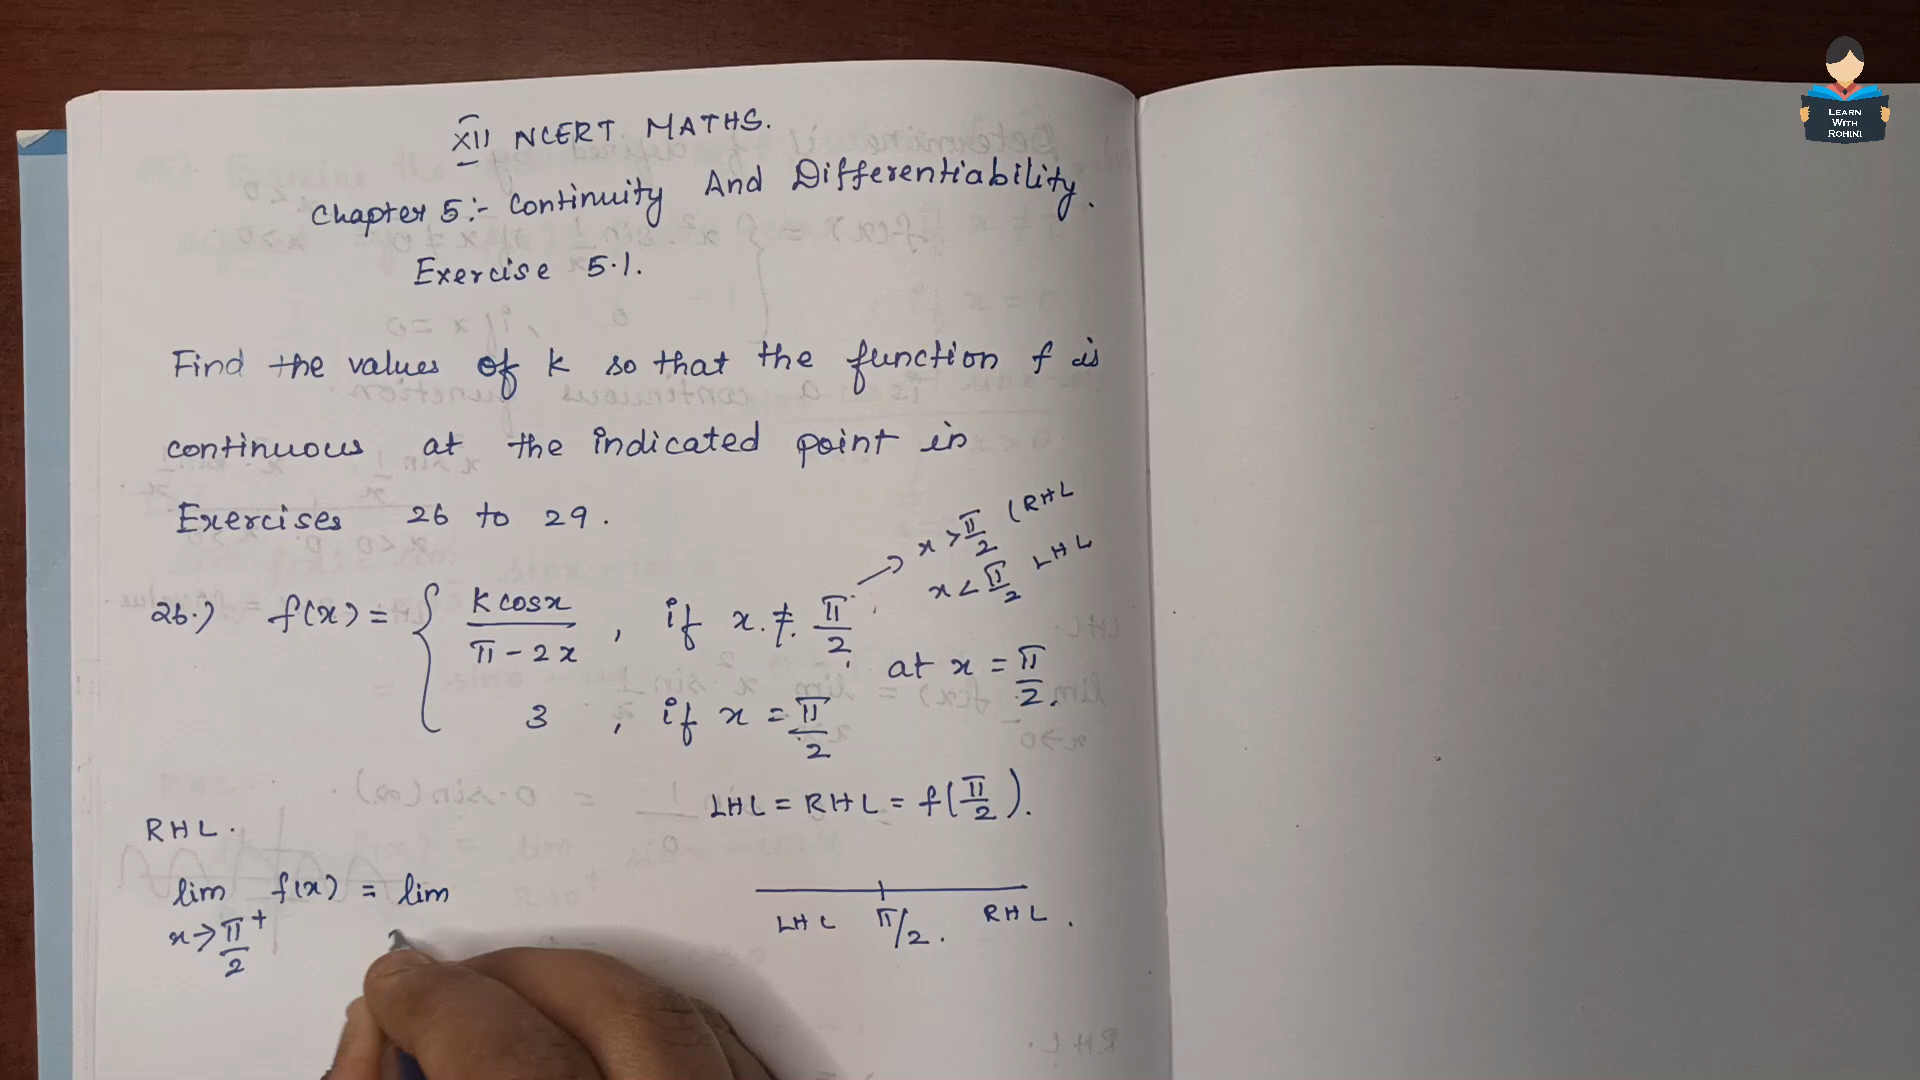 XII NCERT MATHS.
Chapter 5:- Continuity And Differentiability.
Exercise 5.1.
Find the values of k so that the function f is
continuous at the indicated point in
Exercises 26 to 29.
x > π/2 (RHL
x < π/2 LHL
26.) f(x) = { k cosx / π - 2x , if x ≠ π/2
at x = π/2.
3 , if x = π/2
LHL = RHL = f(π/2).
RHL.
lim f(x) = lim
x→π/2+
LHL π/2. RHL.
LEARN
WITH
ROHINI